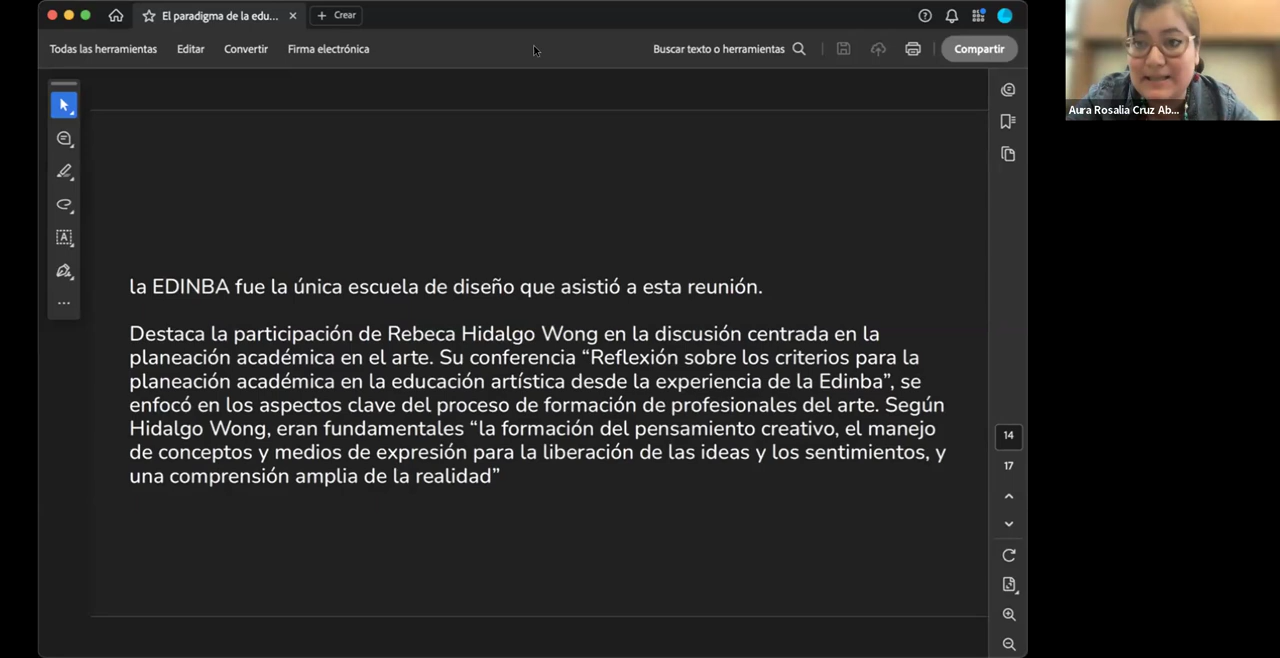 El paradigma de la edu...
Crear
Todas las herramientas
Editar
Convertir
Firma electrónica
Buscar texto o herramientas
Compartir
Aura Rosalia Cruz Ab...
la EDINBA fue la única escuela de diseño que asistió a esta reunión.
Destaca la participación de Rebeca Hidalgo Wong en la discusión centrada en la
planeación académica en el arte. Su conferencia “Reflexión sobre los criterios para la
planeación académica en la educación artística desde la experiencia de la Edinba”, se
enfocó en los aspectos clave del proceso de formación de profesionales del arte. Según
Hidalgo Wong, eran fundamentales “la formación del pensamiento creativo, el manejo
de conceptos y medios de expresión para la liberación de las ideas y los sentimientos, y
una comprensión amplia de la realidad”
14
17